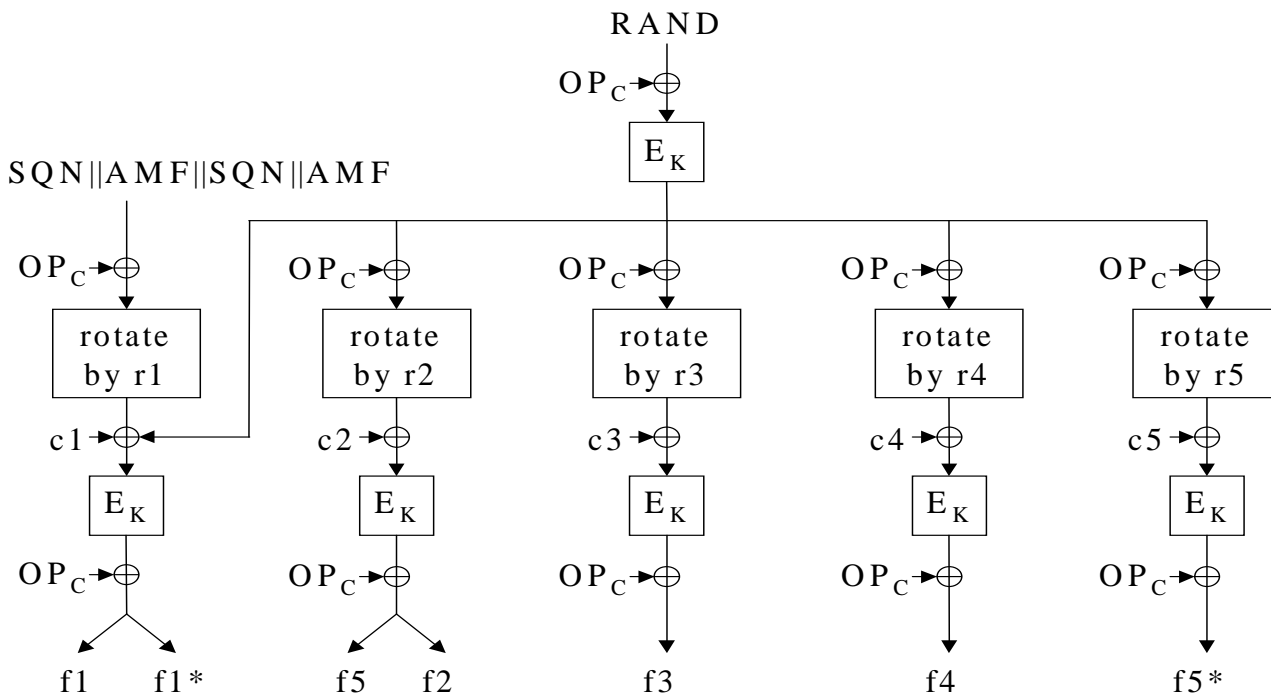 RAND
OPC
EK
SQN||AMF||SQN||AMF
OPC
OPC
OPC
OPC
OPC
rotate
by r1
rotate
by r2
rotate
by r3
rotate
by r4
rotate
by r5
c1
c2
c3
c4
c5
EK
EK
EK
EK
EK
OPC
OPC
OPC
OPC
OPC
f1
f1*
f5
f2
f3
f4
f5*